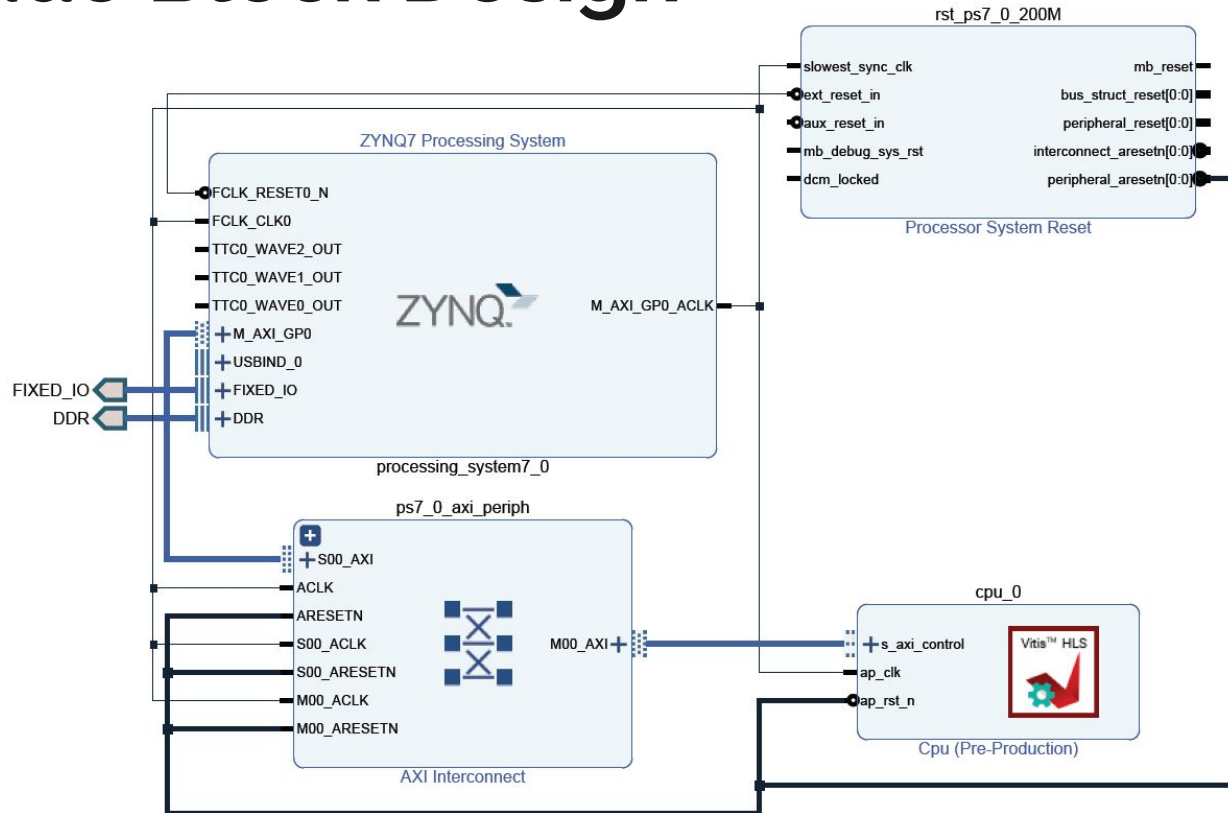 Block Design
rst_ps7_0_200M
slowest_sync_clk
mb_reset
ext_reset_in
bus_struct_reset[0:0]
aux_reset_in
peripheral_reset[0:0]
mb_debug_sys_rst
interconnect_aresetn[0:0]
dcm_locked
peripheral_aresetn[0:0]
Processor System Reset
ZYNQ7 Processing System
FCLK_RESET0_N
FCLK_CLK0
TTC0_WAVE2_OUT
TTC0_WAVE1_OUT
TTC0_WAVE0_OUT
M_AXI_GP0
USBIND_0
FIXED_IO
DDR
ZYNQ
M_AXI_GP0_ACLK
FIXED_IO
DDR
processing_system7_0
ps7_0_axi_periph
S00_AXI
ACLK
ARESETN
S00_ACLK
S00_ARESETN
M00_ACLK
M00_ARESETN
M00_AXI
AXI Interconnect
cpu_0
s_axi_control
ap_clk
ap_rst_n
Vitis™ HLS
Cpu (Pre-Production)